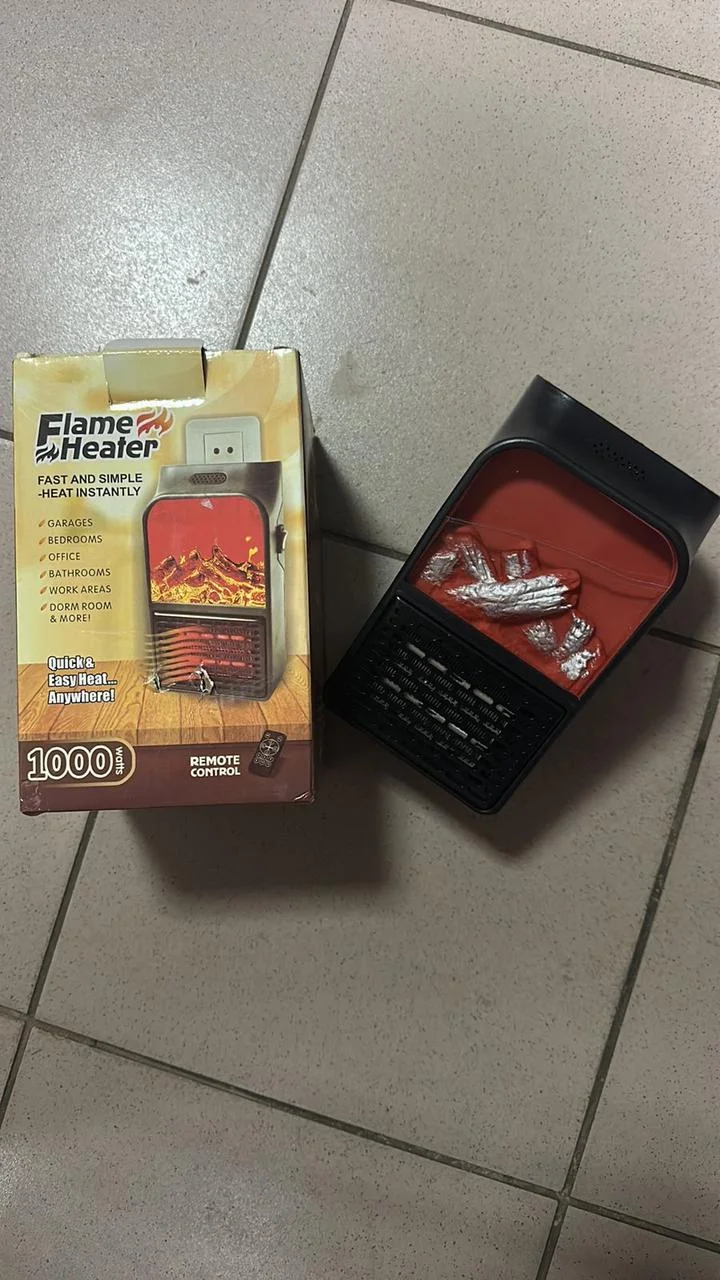 Flame
Heater
FAST AND SIMPLE
-HEAT INSTANTLY
GARAGES
BEDROOMS
OFFICE
BATHROOMS
WORK AREAS
DORM ROOM
& MORE!
Quick &
Easy Heat...
Anywhere!
1000 watts
REMOTE
CONTROL